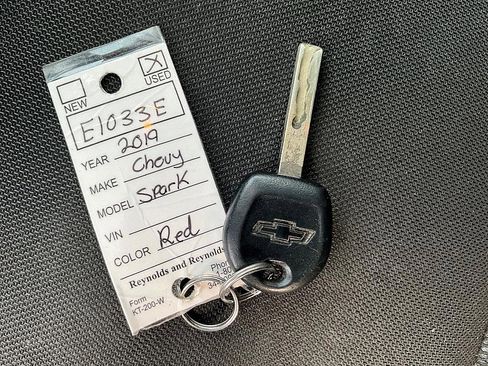 NEW
USED
E1033E
YEAR 2019
MAKE Chevy
MODEL Spark
VIN
COLOR Red
Reynolds and Reynolds
Form
KT-200-W